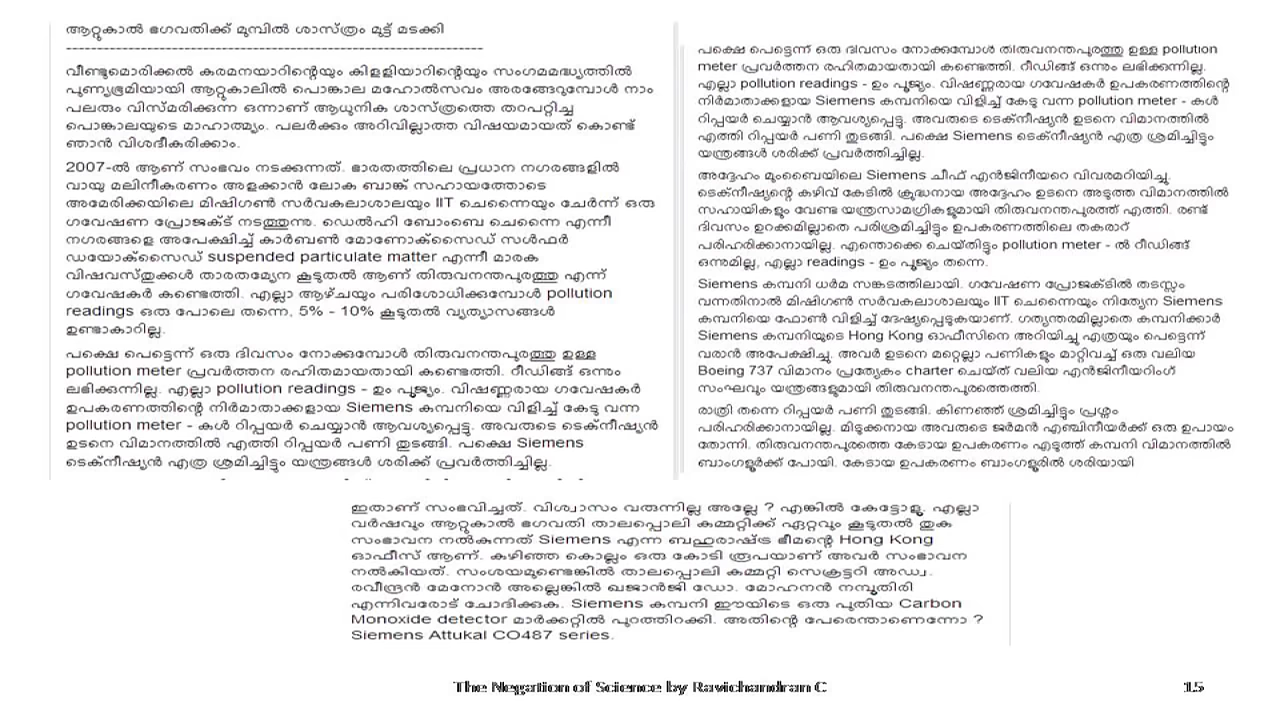 ആറ്റുകാൽ ഭഗവതിക്ക് മുമ്പിൽ ശാസ്ത്രം മുട്ട് മടക്കി
-----------------------------------------------------------------------
വീണ്ടുമൊരിക്കൽ കരമനയാറിന്റെയും കിള്ളിയാറിന്റെയും സംഗമമദ്ധ്യത്തിൽ
പുണ്യഭൂമിയായി ആറ്റുകാലിൽ പൊങ്കാല മഹോൽസവം അരങ്ങേറുമ്പോൾ നാം
പലരും വിസ്മരിക്കുന്ന ഒന്നാണ് ആധുനിക ശാസ്ത്രത്തെ തറപറ്റിച്ച
പൊങ്കാലയുടെ മാഹാത്മ്യം. പലർക്കും അറിവില്ലാത്ത വിഷയമായത് കൊണ്ട്
ഞാൻ വിശദീകരിക്കാം.
2007-ൽ ആണ് സംഭവം നടക്കുന്നത്. ഭാരതത്തിലെ പ്രധാന നഗരങ്ങളിൽ
വായു മലിനീകരണം അളക്കാൻ ലോക ബാങ്ക് സഹായത്തോടെ
അമേരിക്കയിലെ മിഷിഗൺ സർവകലാശാലയും IIT ചെന്നൈയും ചേർന്ന് ഒരു
ഗവേഷണ പ്രോജക്ട് നടത്തുന്നു. ഡെൽഹി ബോംബെ ചെന്നൈ എന്നീ
നഗരങ്ങളെ അപേക്ഷിച്ച് കാർബൺ മോണോക്സൈഡ് സൾഫർ
ഡയോക്സൈഡ് suspended particulate matter എന്നീ മാരക
വിഷവസ്തുക്കൾ താരതമ്യേന കൂടുതൽ ആണ് തിരുവനന്തപുരത്തു എന്ന്
ഗവേഷകർ കണ്ടെത്തി. എല്ലാ ആഴ്ചയും പരിശോധിക്കുമ്പോൾ pollution
readings ഒരു പോലെ തന്നെ, 5% - 10% കൂടുതൽ വ്യത്യാസങ്ങൾ
ഉണ്ടാകാറില്ല.
പക്ഷെ പെട്ടെന്ന് ഒരു ദിവസം നോക്കുമ്പോൾ തിരുവനന്തപുരത്തു ഉള്ള
pollution meter പ്രവർത്തന രഹിതമായതായി കണ്ടെത്തി. റീഡിങ്ങ് ഒന്നും
ലഭിക്കുന്നില്ല. എല്ലാ pollution readings - ഉം പൂജ്യം. വിഷണ്ണരായ ഗവേഷകർ
ഉപകരണത്തിന്റെ നിർമാതാക്കളായ Siemens കമ്പനിയെ വിളിച്ച് കേടു വന്ന
pollution meter - കൾ റിപ്പയർ ചെയ്യാൻ ആവശ്യപ്പെട്ടു. അവരുടെ ടെക്നീഷ്യൻ
ഉടനെ വിമാനത്തിൽ എത്തി റിപ്പയർ പണി തുടങ്ങി. പക്ഷെ Siemens
ടെക്നീഷ്യൻ എത്ര ശ്രമിച്ചിട്ടും യന്ത്രങ്ങൾ ശരിക്ക് പ്രവർത്തിച്ചില്ല.
പക്ഷെ പെട്ടെന്ന് ഒരു ദിവസം നോക്കുമ്പോൾ തിരുവനന്തപുരത്തു ഉള്ള pollution
meter പ്രവർത്തന രഹിതമായതായി കണ്ടെത്തി. റീഡിങ്ങ് ഒന്നും ലഭിക്കുന്നില്ല.
എല്ലാ pollution readings - ഉം പൂജ്യം. വിഷണ്ണരായ ഗവേഷകർ ഉപകരണത്തിന്റെ
നിർമാതാക്കളായ Siemens കമ്പനിയെ വിളിച്ച് കേടു വന്ന pollution meter - കൾ
റിപ്പയർ ചെയ്യാൻ ആവശ്യപ്പെട്ടു. അവരുടെ ടെക്നീഷ്യൻ ഉടനെ വിമാനത്തിൽ
എത്തി റിപ്പയർ പണി തുടങ്ങി. പക്ഷെ Siemens ടെക്നീഷ്യൻ എത്ര ശ്രമിച്ചിട്ടും
യന്ത്രങ്ങൾ ശരിക്ക് പ്രവർത്തിച്ചില്ല.
അദ്ദേഹം മുംബൈയിലെ Siemens ചീഫ് എൻജിനീയറെ വിവരമറിയിച്ചു.
ടെക്നീഷ്യന്റെ കഴിവ് കേടിൽ ക്രുദ്ധനായ അദ്ദേഹം ഉടനെ അടുത്ത വിമാനത്തിൽ
സഹായികളും വേണ്ട യന്ത്രസാമഗ്രികളുമായി തിരുവനന്തപുരത്ത് എത്തി. രണ്ട്
ദിവസം ഉറക്കമില്ലാതെ പരിശ്രമിച്ചിട്ടും ഉപകരണത്തിലെ തകരാറ്
പരിഹരിക്കാനായില്ല. എന്തൊക്കെ ചെയ്തിട്ടും pollution meter - ൽ റീഡിങ്ങ്
ഒന്നുമില്ല, എല്ലാ readings - ഉം പൂജ്യം തന്നെ.
Siemens കമ്പനി ധർമ സങ്കടത്തിലായി. ഗവേഷണ പ്രോജക്ടിൽ തടസ്സം
വന്നതിനാൽ മിഷിഗൺ സർവകലാശാലയും IIT ചെന്നൈയും നിത്യേന Siemens
കമ്പനിയെ ഫോൺ വിളിച്ച് ദേഷ്യപ്പെടുകയാണ്. ഗത്യന്തരമില്ലാതെ കമ്പനിക്കാർ
Siemens കമ്പനിയുടെ Hong Kong ഓഫീസിനെ അറിയിച്ചു എത്രയും പെട്ടെന്ന്
വരാൻ അപേക്ഷിച്ചു. അവർ ഉടനെ മറ്റെല്ലാ പണികളും മാറ്റിവച്ച് ഒരു വലിയ
Boeing 737 വിമാനം പ്രത്യേകം charter ചെയ്ത് വലിയ എൻജിനീയറിംഗ്
സംഘവും യന്ത്രങ്ങളുമായി തിരുവനന്തപുരത്തെത്തി.
രാത്രി തന്നെ റിപ്പയർ പണി തുടങ്ങി. കിണഞ്ഞ് ശ്രമിച്ചിട്ടും പ്രശ്നം
പരിഹരിക്കാനായില്ല. മിടുക്കനായ അവരുടെ ജർമൻ എഞ്ചിനീയർക്ക് ഒരു ഉപായം
തോന്നി. തിരുവനന്തപുരത്തെ കേടായ ഉപകരണം എടുത്ത് കമ്പനി വിമാനത്തിൽ
ബാംഗളൂർക്ക് പോയി. കേടായ ഉപകരണം ബാംഗളൂരിൽ ശരിയായി
ഇതാണ് സംഭവിച്ചത്. വിശ്വാസം വരുന്നില്ല അല്ലേ ? എങ്കിൽ കേട്ടോളൂ. എല്ലാ
വർഷവും ആറ്റുകാൽ ഭഗവതി താലപ്പൊലി കമ്മറ്റിക്ക് ഏറ്റവും കൂടുതൽ തുക
സംഭാവന നൽകുന്നത് Siemens എന്ന ബഹുരാഷ്ട്ര ഭീമന്റെ Hong Kong
ഓഫീസ് ആണ്. കഴിഞ്ഞ കൊല്ലം ഒരു കോടി രൂപയാണ് അവർ സംഭാവന
നൽകിയത്. സംശയമുണ്ടെങ്കിൽ താലപ്പൊലി കമ്മറ്റി സെക്രട്ടറി അഡ്വ.
രവീന്ദ്രൻ മേനോൻ അല്ലെങ്കിൽ ഖജാൻജി ഡോ. മോഹനൻ നമ്പൂതിരി
എന്നിവരോട് ചോദിക്കുക. Siemens കമ്പനി ഈയിടെ ഒരു പുതിയ Carbon
Monoxide detector മാർക്കറ്റിൽ പുറത്തിറക്കി. അതിന്റെ പേരെന്താണെന്നോ ?
Siemens Attukal CO487 series.
The Negation of Science by Ravichandran C
15